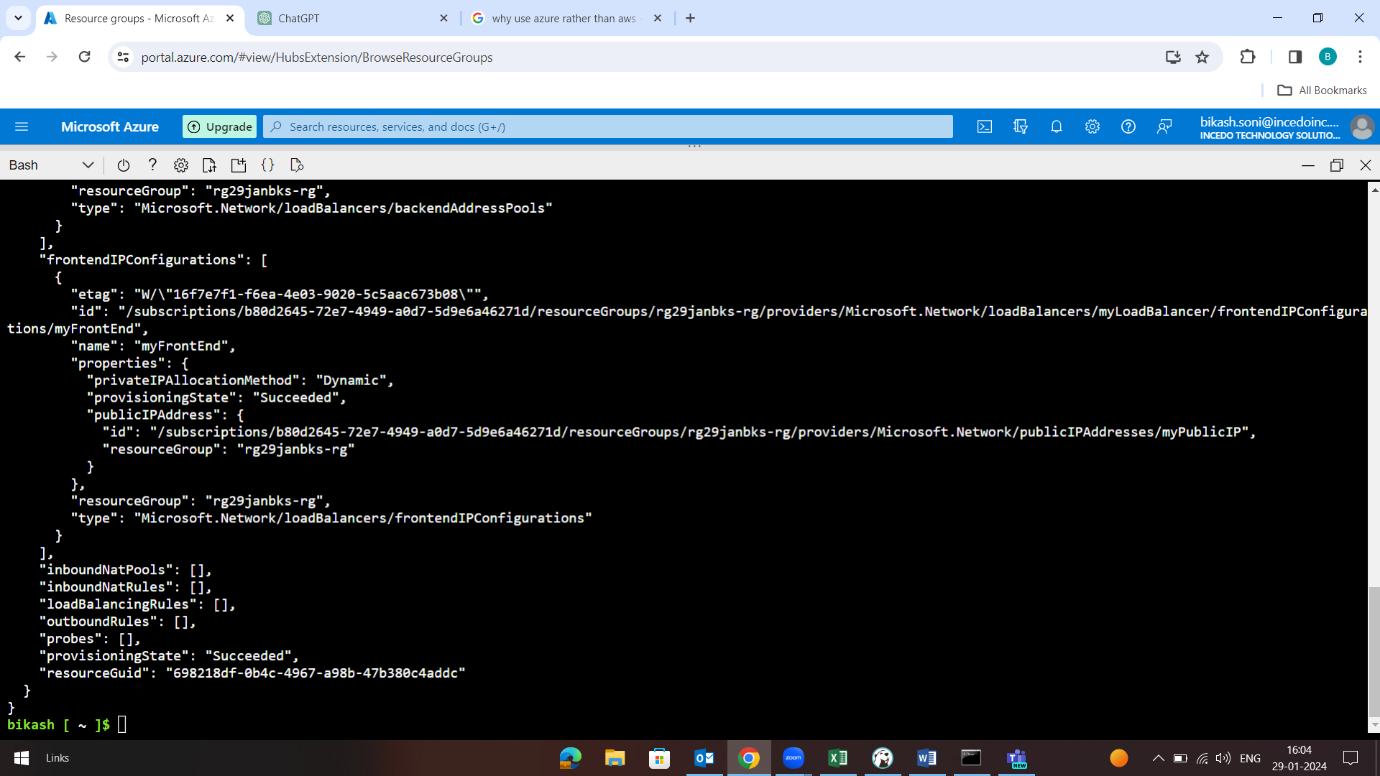 Resource groups - Microsoft Az
ChatGPT
why use azure rather than aws
portal.azure.com/#view/HubsExtension/BrowseResourceGroups
B
All Bookmarks
Microsoft Azure
Upgrade
Search resources, services, and docs (G+/)
bikash.soni@incedoinc....
INCEDO TECHNOLOGY SOLUTIO...
Bash
"resourceGroup": "rg29janbks-rg",
"type": "Microsoft.Network/loadBalancers/backendAddressPools"
}
],
"frontendIPConfigurations": [
{
"etag": "W/\"16f7e7f1-f6ea-4e03-9020-5c5aac673b08\"",
"id": "/subscriptions/b80d2645-72e7-4949-a0d7-5d9e6a46271d/resourceGroups/rg29janbks-rg/providers/Microsoft.Network/loadBalancers/myLoadBalancer/frontendIPConfigura
tions/myFrontEnd",
"name": "myFrontEnd",
"properties": {
"privateIPAllocationMethod": "Dynamic",
"provisioningState": "Succeeded",
"publicIPAddress": {
"id": "/subscriptions/b80d2645-72e7-4949-a0d7-5d9e6a46271d/resourceGroups/rg29janbks-rg/providers/Microsoft.Network/publicIPAddresses/myPublicIP",
"resourceGroup": "rg29janbks-rg"
}
},
"resourceGroup": "rg29janbks-rg",
"type": "Microsoft.Network/loadBalancers/frontendIPConfigurations"
}
],
"inboundNatPools": [],
"inboundNatRules": [],
"loadBalancingRules": [],
"outboundRules": [],
"probes": [],
"provisioningState": "Succeeded",
"resourceGuid": "698218df-0b4c-4967-a98b-47b380c4addc"
}
}
bikash [ ~ ]$
Links
zoom
NEW
ENG
16:04
29-01-2024